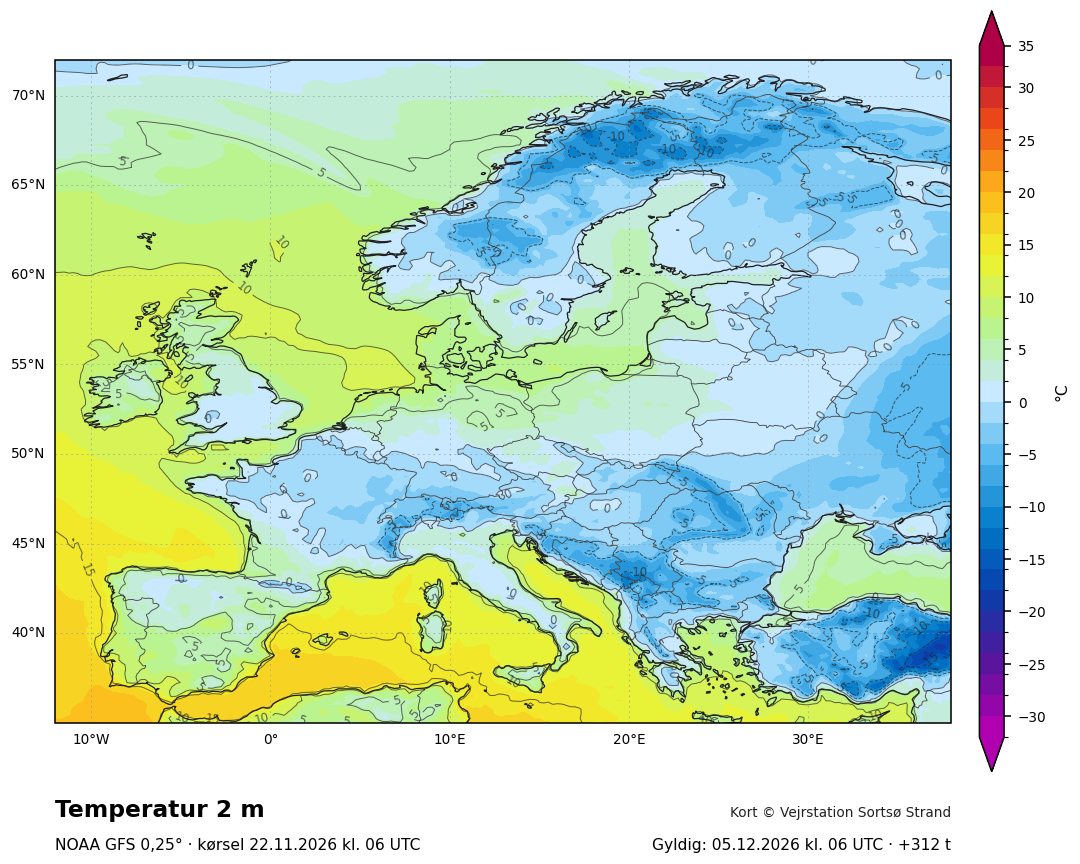 70°N
65°N
60°N
55°N
50°N
45°N
40°N
10°W
0°
10°E
20°E
30°E
35
30
25
20
15
10
5
0
−5
−10
−15
−20
−25
−30
°C
Temperatur 2 m
Kort © Vejrstation Sortsø Strand
NOAA GFS 0,25° · kørsel 22.11.2026 kl. 06 UTC
Gyldig: 05.12.2026 kl. 06 UTC · +312 t